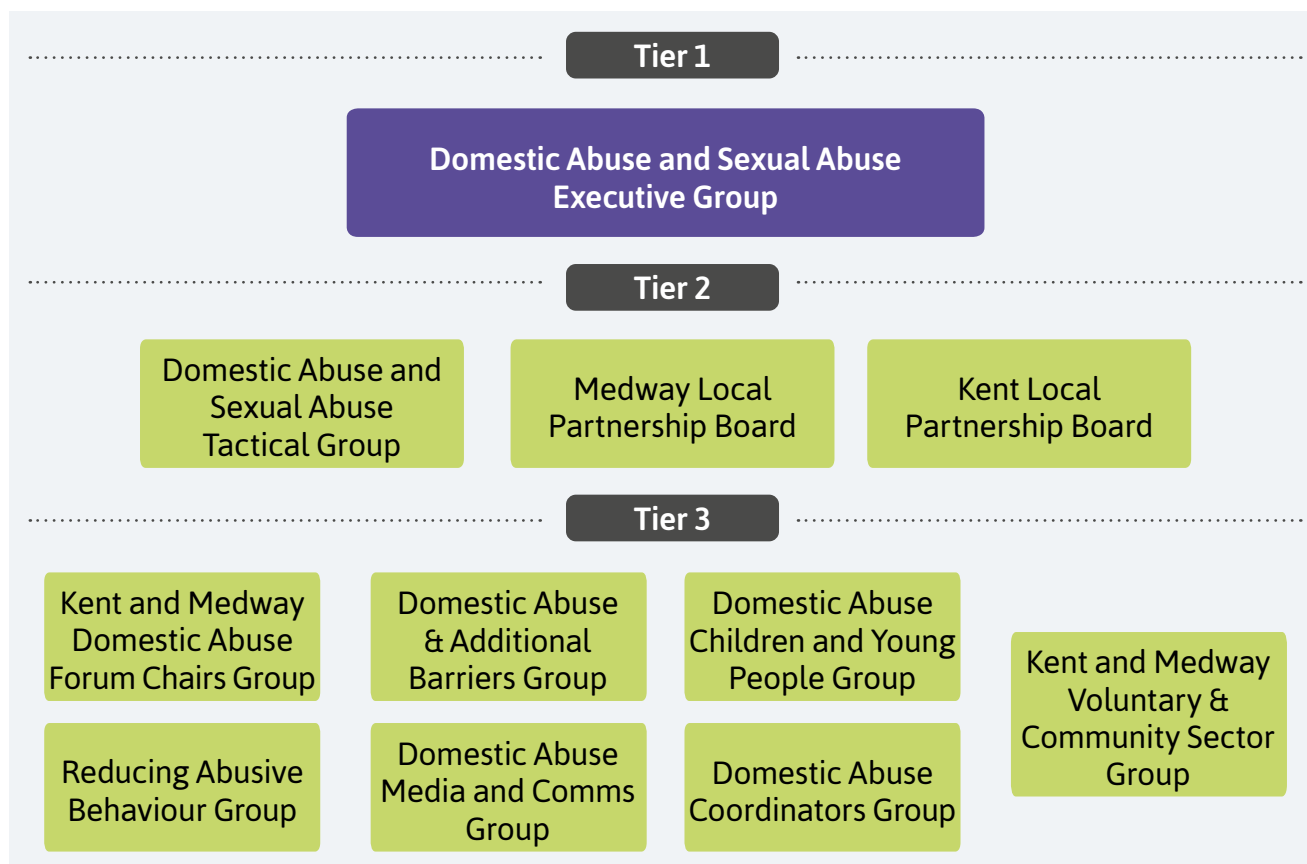 Tier 1
Domestic Abuse and Sexual Abuse
Executive Group
Tier 2
Domestic Abuse and
Sexual Abuse
Tactical Group
Medway Local
Partnership Board
Kent Local
Partnership Board
Tier 3
Kent and Medway
Domestic Abuse
Forum Chairs Group
Domestic Abuse
& Additional
Barriers Group
Domestic Abuse
Children and Young
People Group
Kent and Medway
Voluntary &
Community Sector
Group
Reducing Abusive
Behaviour Group
Domestic Abuse
Media and Comms
Group
Domestic Abuse
Coordinators Group